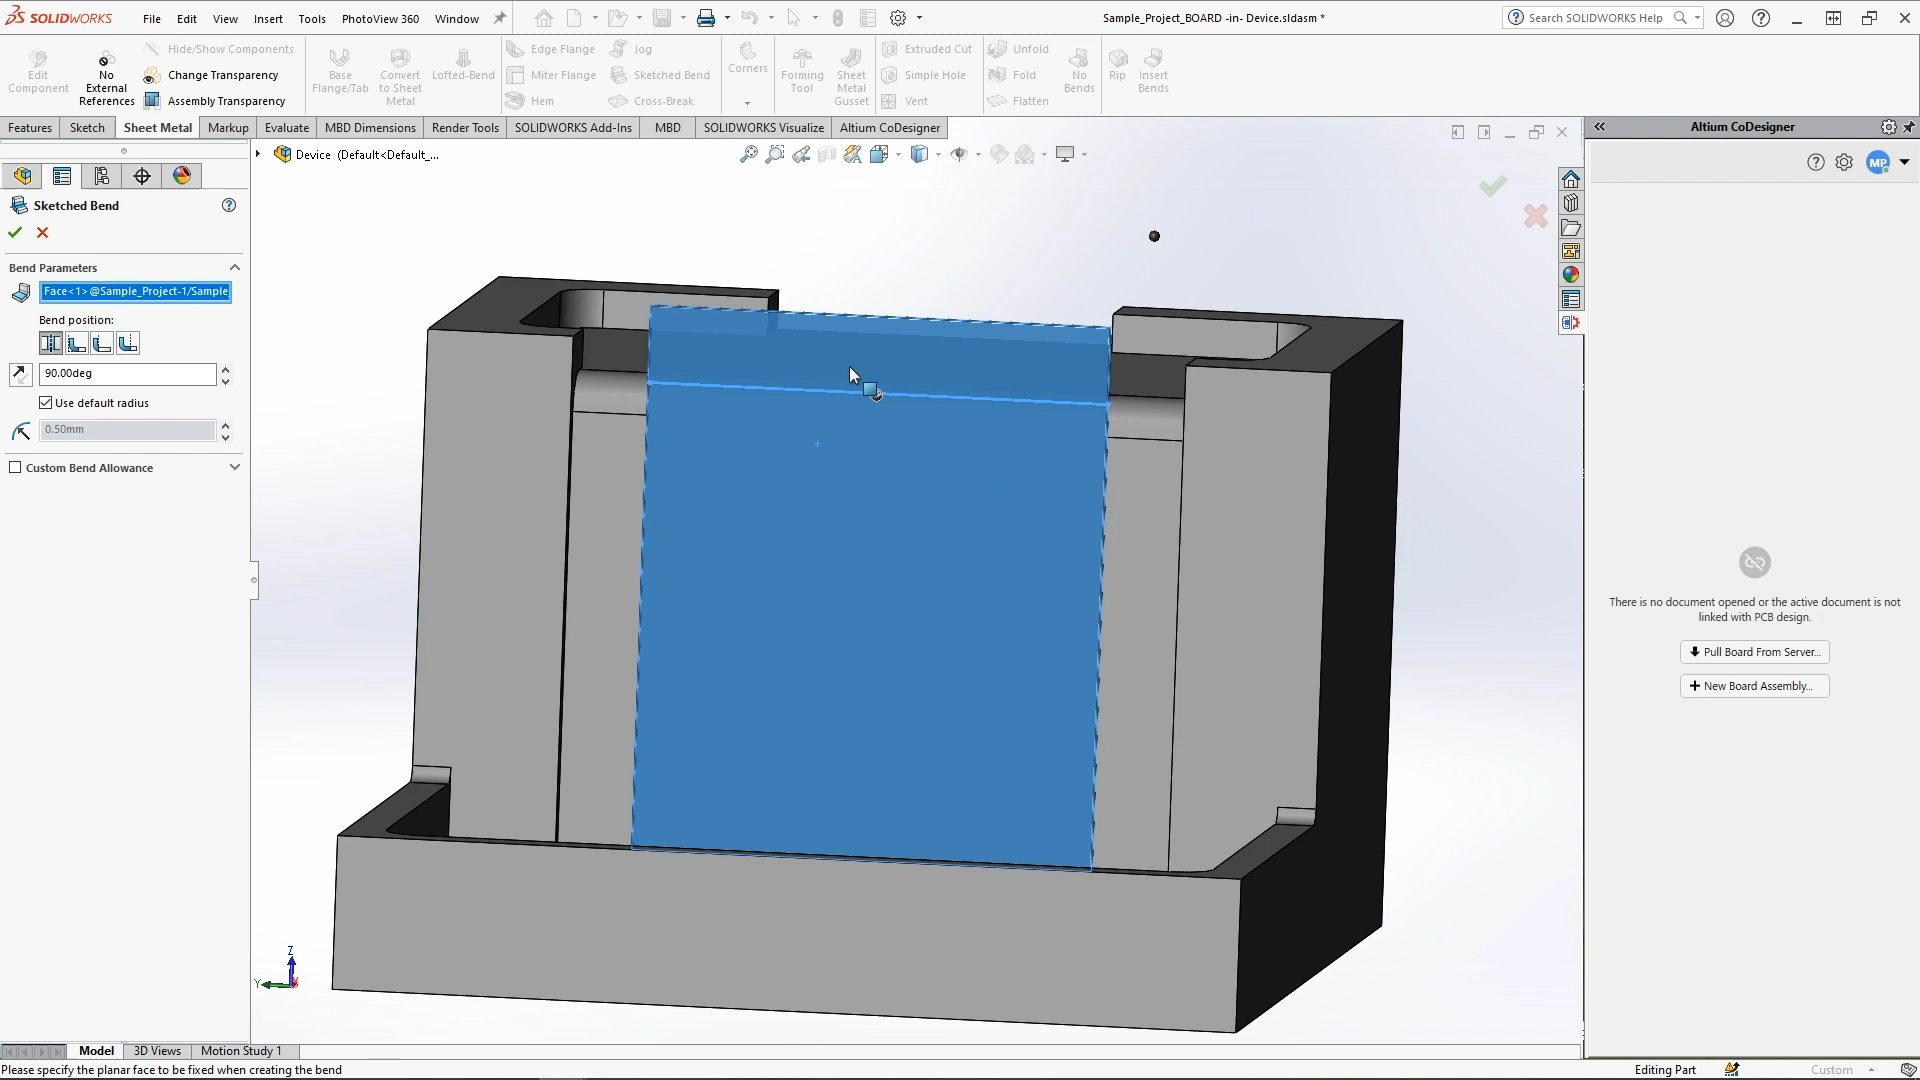 SOLIDWORKS File Edit View Insert Tools PhotoView 360 Window Sample_Project_BOARD -in- Device.sldasm * Search SOLIDWORKS Help
Edit Component
No External References
Hide/Show Components
Change Transparency
Assembly Transparency
Base Flange/Tab
Convert to Sheet Metal
Lofted-Bend
Edge Flange
Miter Flange
Hem
Jog
Sketched Bend
Cross-Break
Corners
Forming Tool
Sheet Metal Gusset
Extruded Cut
Simple Hole
Vent
Unfold
Fold
Flatten
No Bends
Rip
Insert Bends
Features Sketch Sheet Metal Markup Evaluate MBD Dimensions Render Tools SOLIDWORKS Add-Ins MBD SOLIDWORKS Visualize Altium CoDesigner
Altium CoDesigner
Device (Default<Default_...
MP
Sketched Bend
Bend Parameters
Face<1>@Sample_Project-1/Sample
Bend position:
90.00deg
Use default radius
0.50mm
Custom Bend Allowance
There is no document opened or the active document is not
linked with PCB design.
Pull Board From Server...
New Board Assembly...
Z
Y
Model 3D Views Motion Study 1
Please specify the planar face to be fixed when creating the bend Editing Part Custom